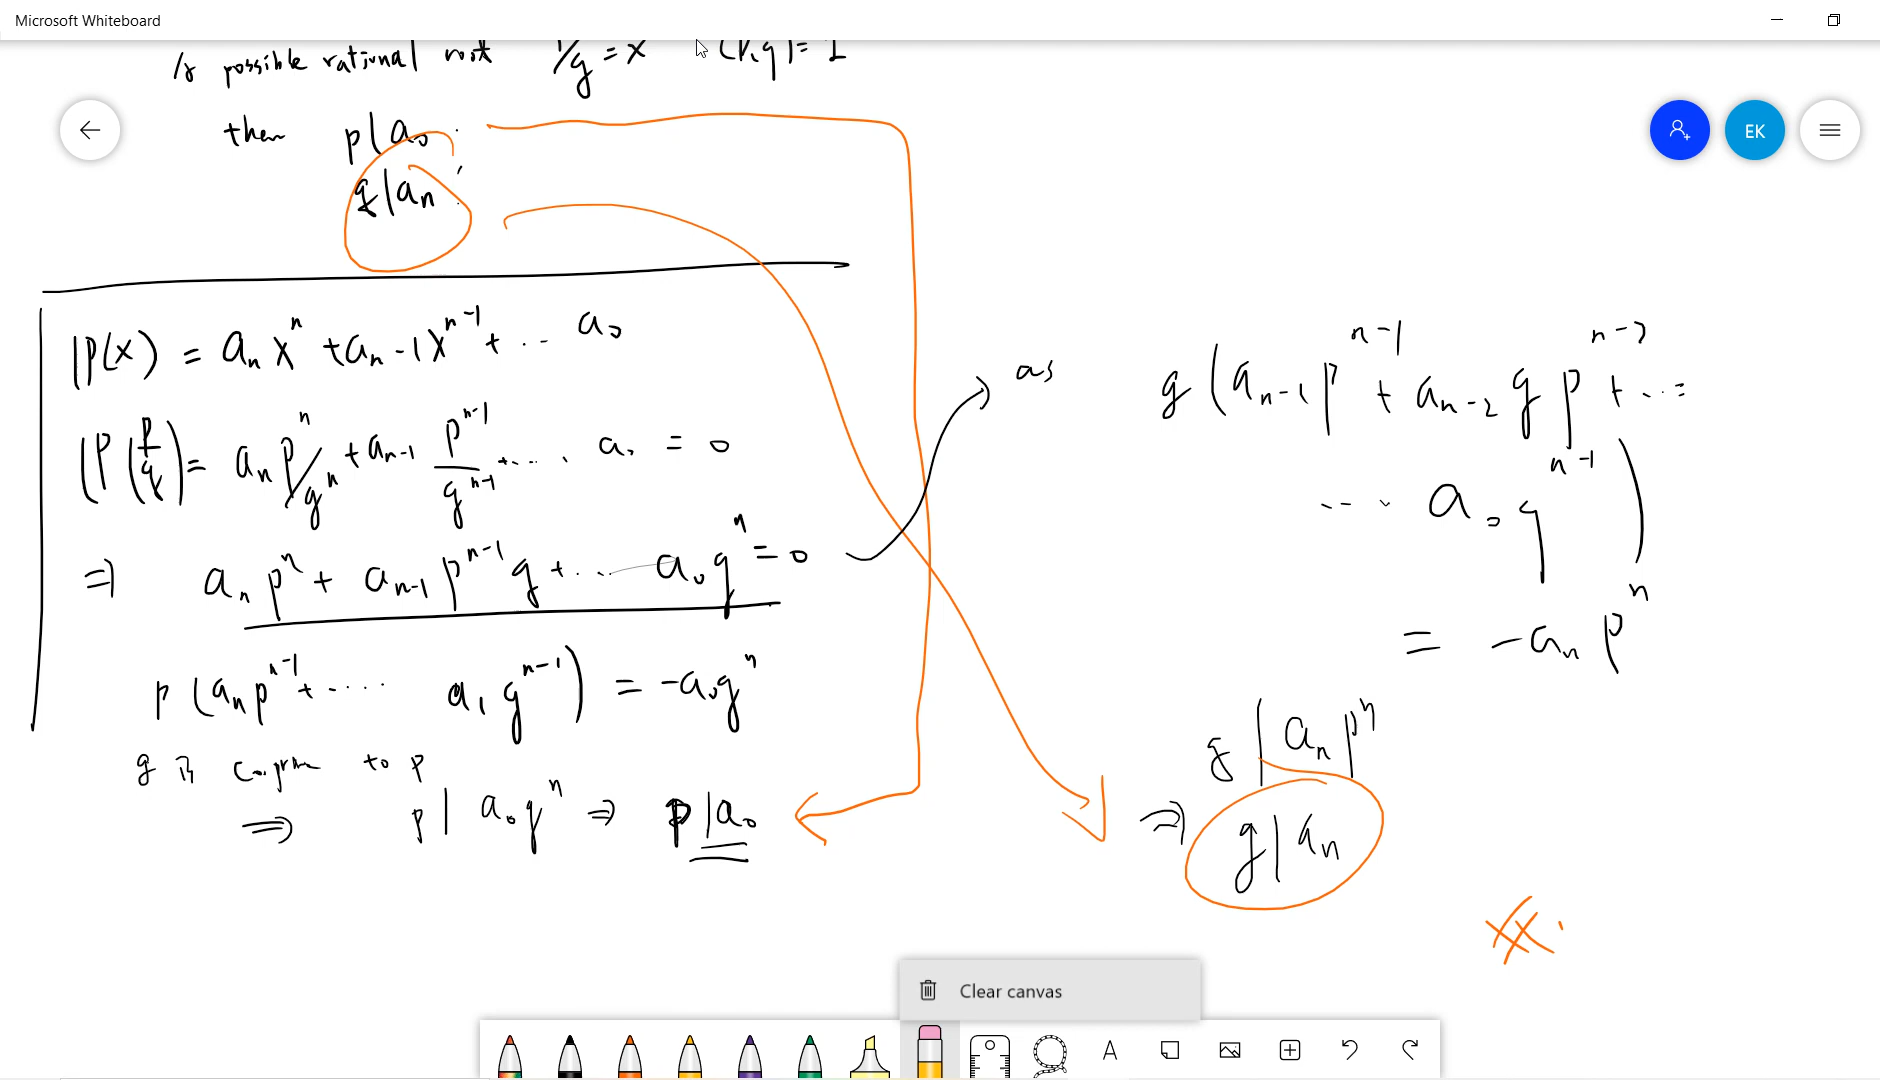 Microsoft Whiteboard
is possible rational root p/q = x (p,q) = 1
then p|a₀
q|aₙ
EK
P(x) = aₙxⁿ + aₙ₋₁xⁿ⁻¹ + ... a₀
P(p/q) = aₙpⁿ/qⁿ + aₙ₋₁ pⁿ⁻¹/qⁿ⁻¹ + .... a₀ = 0
⇒ aₙpⁿ + aₙ₋₁pⁿ⁻¹q + ... a₀qⁿ = 0
p(aₙpⁿ⁻¹ + .... a₁qⁿ⁻¹) = -a₀qⁿ
q is coprime to p
⇒ p | a₀qⁿ ⇒ p|a₀
as q(aₙ₋₁pⁿ⁻¹ + aₙ₋₂qpⁿ⁻² + ...
... a₀qⁿ⁻¹)
= -aₙpⁿ
q | aₙpⁿ
⇒ q|aₙ
Clear canvas